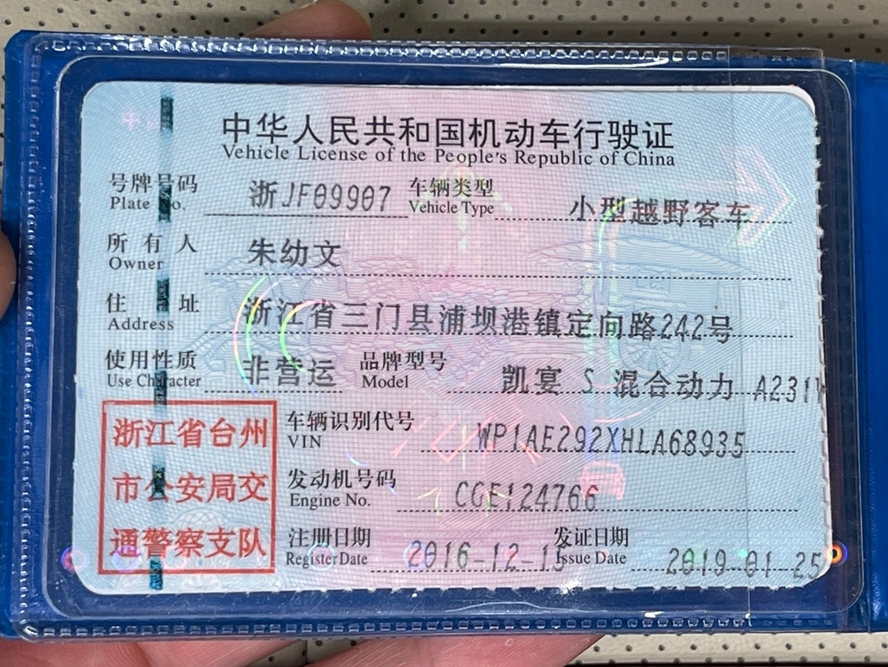 中华人民共和国机动车行驶证
Vehicle License of the People's Republic of China
号牌号码 浙JF09907 车辆类型 小型越野客车
Plate No. Vehicle Type
所有人 朱幼文
Owner
住址 浙江省三门县浦坝港镇定向路242号
Address
使用性质 非营运 品牌型号 凯宴 S 混合动力 A231
Use Character Model
浙江省台州
市公安局交
通警察支队
车辆识别代号 WP1AE292XHLA68935
VIN
发动机号码 CGE124766
Engine No.
注册日期 2016-12-15 发证日期 2019-01-25
Register Date Issue Date